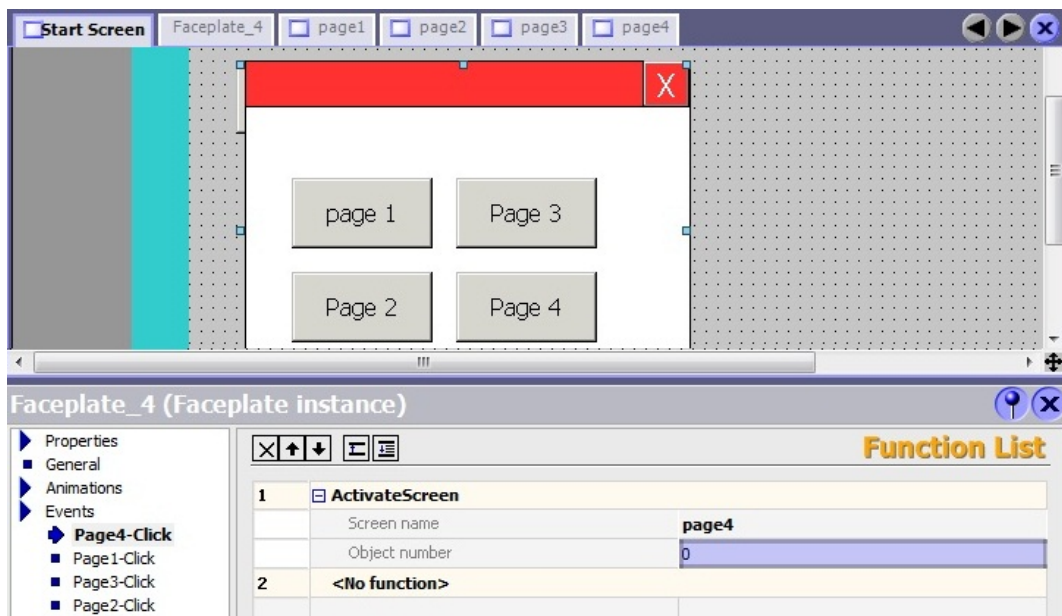 Start Screen Faceplate_4 page1 page2 page3 page4 X
X
page 1 Page 3
Page 2 Page 4
Faceplate_4 (Faceplate instance) X
Properties
General
Animations
Events
Page4-Click
Page1-Click
Page3-Click
Page2-Click
Function List
1 ActivateScreen
Screen name page4
Object number 0
2 <No function>